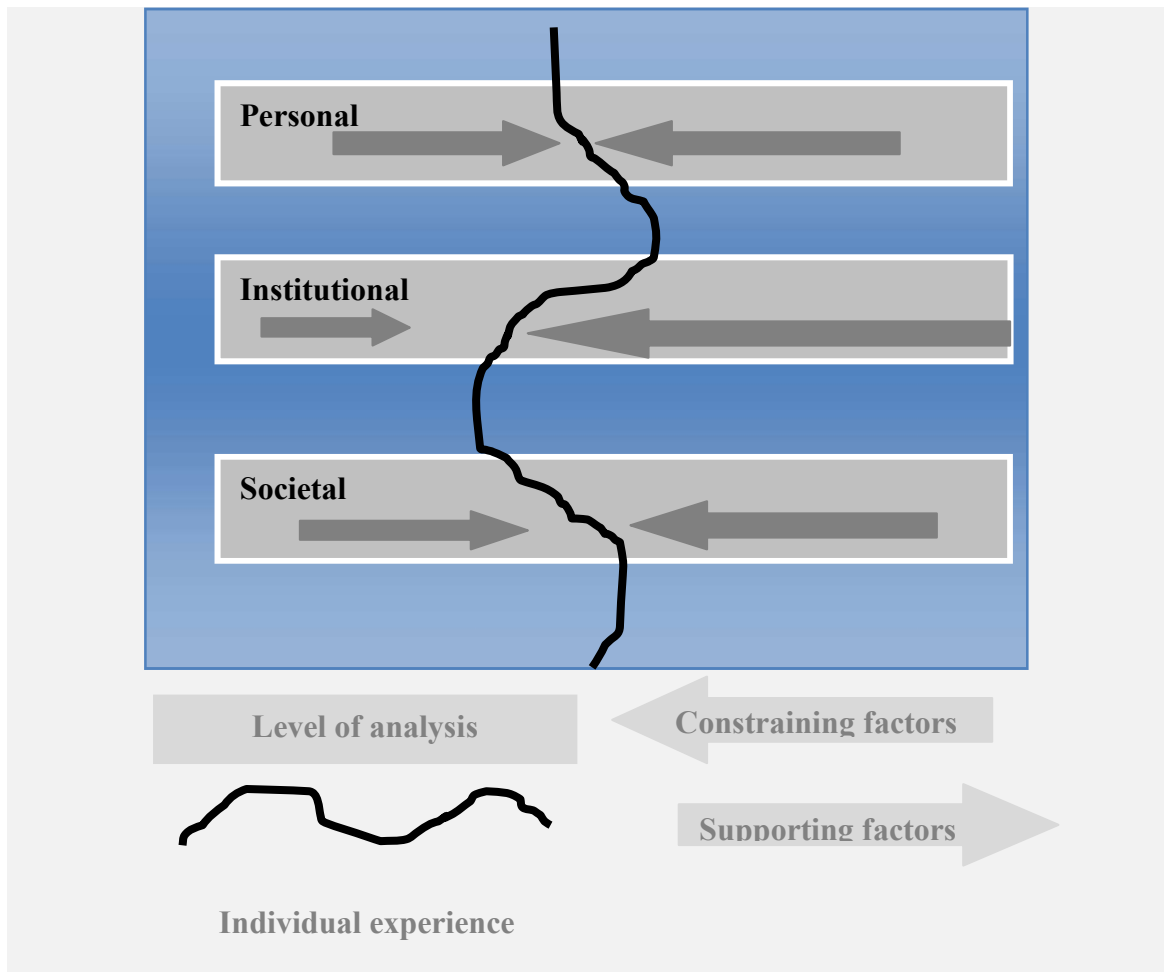 Personal
Institutional
Societal
Level of analysis
Constraining factors
Supporting factors
Individual experience